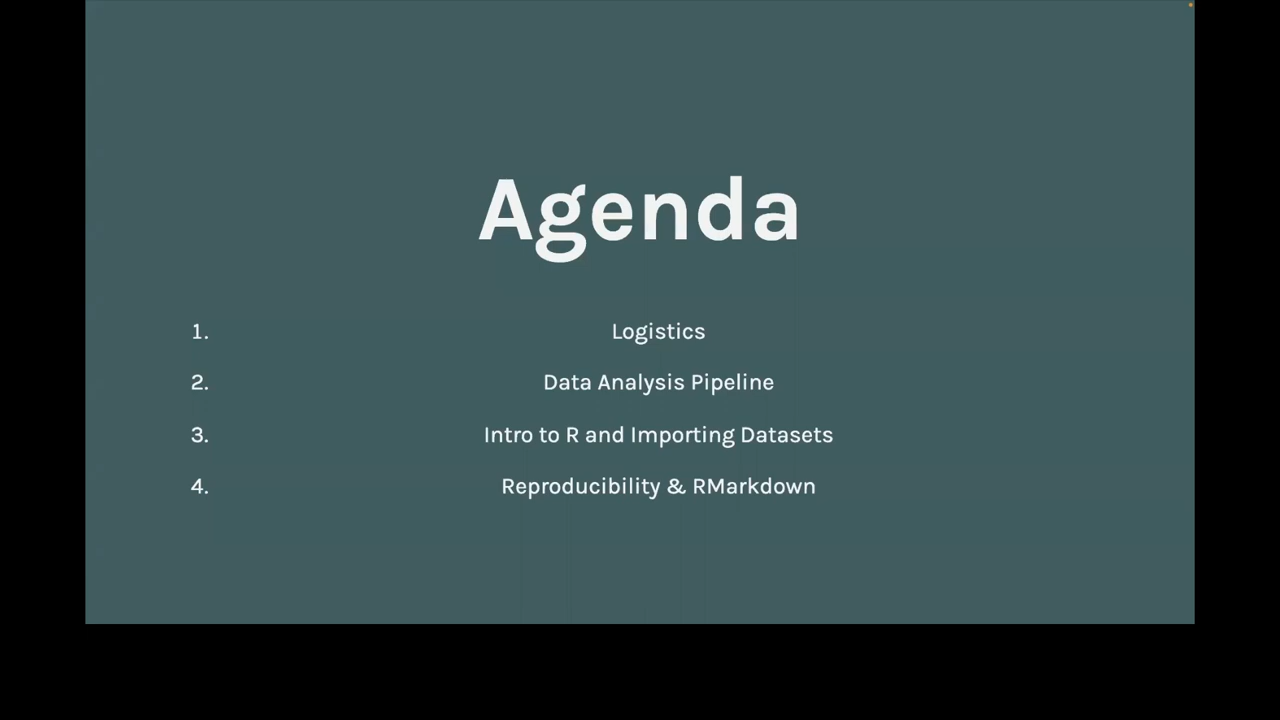 Agenda
1. Logistics
2. Data Analysis Pipeline
3. Intro to R and Importing Datasets
4. Reproducibility & RMarkdown